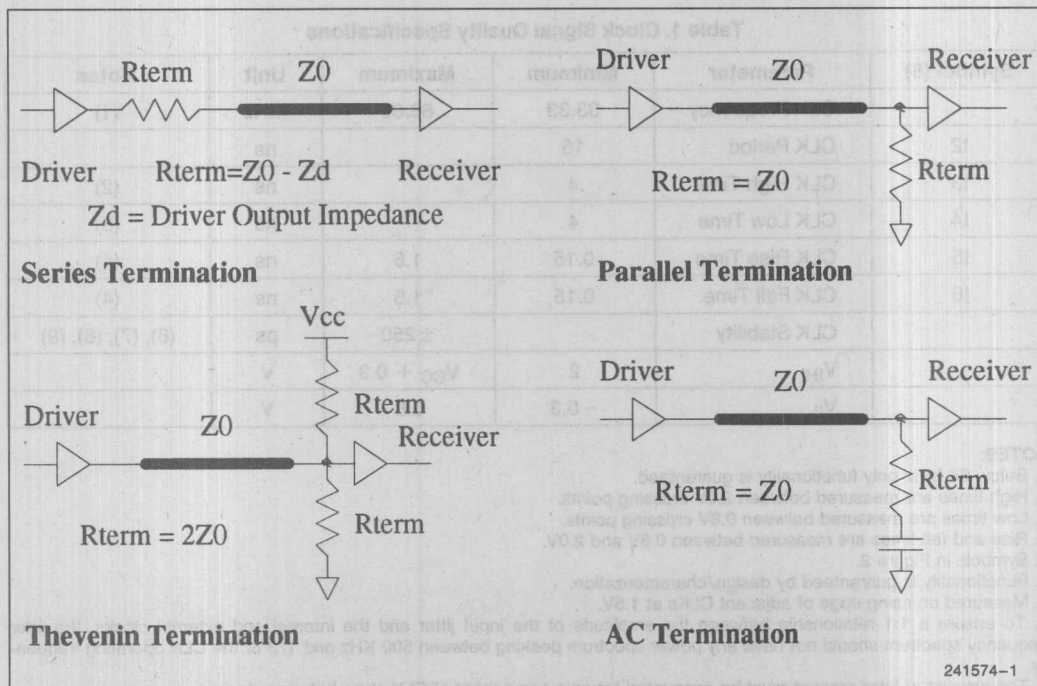 Rterm
Z0
Driver
Rterm=Z0 - Zd
Receiver
Zd = Driver Output Impedance
Series Termination
Driver
Z0
Receiver
Rterm = Z0
Rterm
Parallel Termination
Vcc
Rterm
Driver
Z0
Receiver
Rterm = 2Z0
Rterm
Thevenin Termination
Driver
Z0
Receiver
Rterm = Z0
Rterm
AC Termination
241574-1